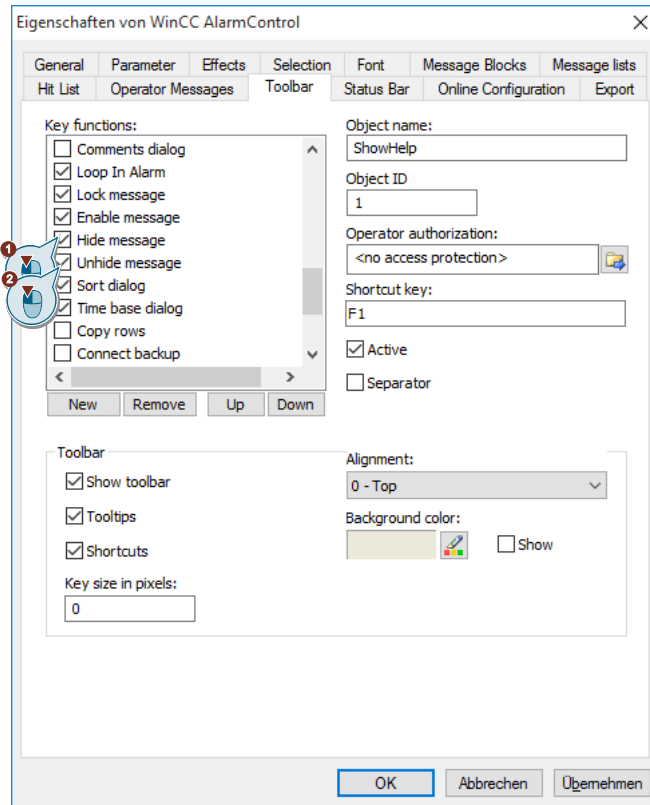 Eigenschaften von WinCC AlarmControl
General Parameter Effects Selection Font Message Blocks Message lists
Hit List Operator Messages Toolbar Status Bar Online Configuration Export
Key functions:
Comments dialog
Loop In Alarm
Lock message
Enable message
1 Hide message
Unhide message
2 Sort dialog
Time base dialog
Copy rows
Connect backup
New Remove Up Down
Object name:
ShowHelp
Object ID
1
Operator authorization:
<no access protection>
Shortcut key:
F1
Active
Separator
Toolbar
Show toolbar
Tooltips
Shortcuts
Key size in pixels:
0
Alignment:
0 - Top
Background color:
Show
OK Abbrechen Übernehmen